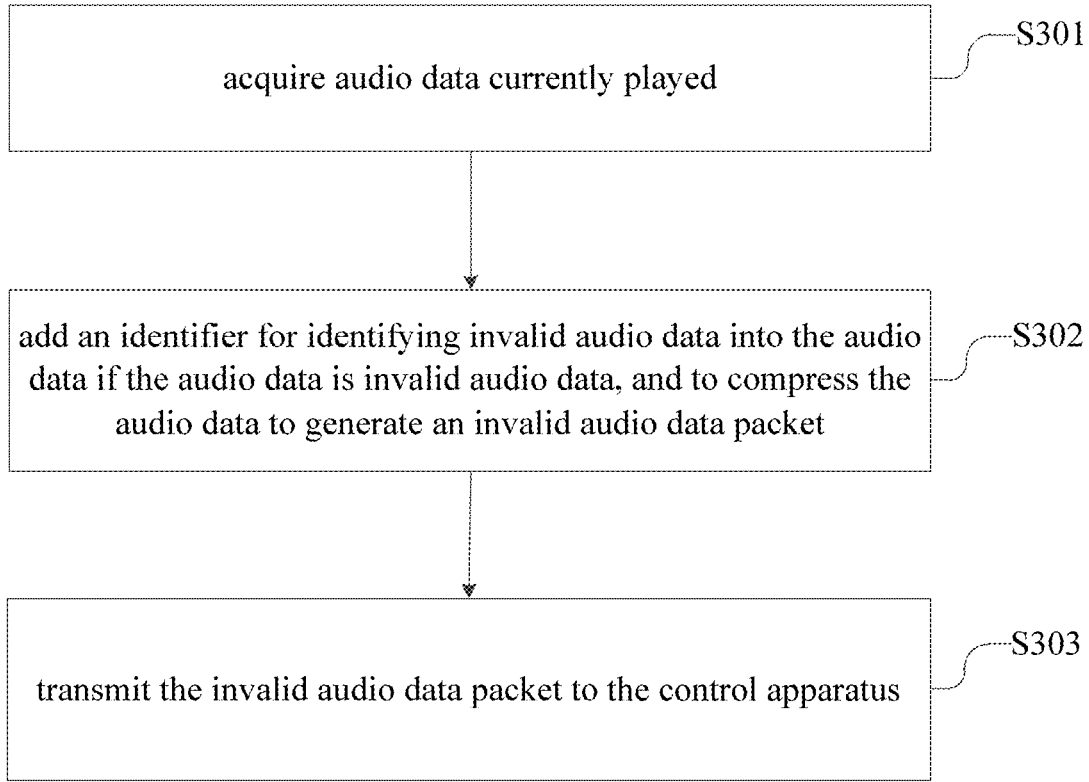 acquire audio data currently played
S301
add an identifier for identifying invalid audio data into the audio
data if the audio data is invalid audio data, and to compress the
audio data to generate an invalid audio data packet
S302
transmit the invalid audio data packet to the control apparatus
S303